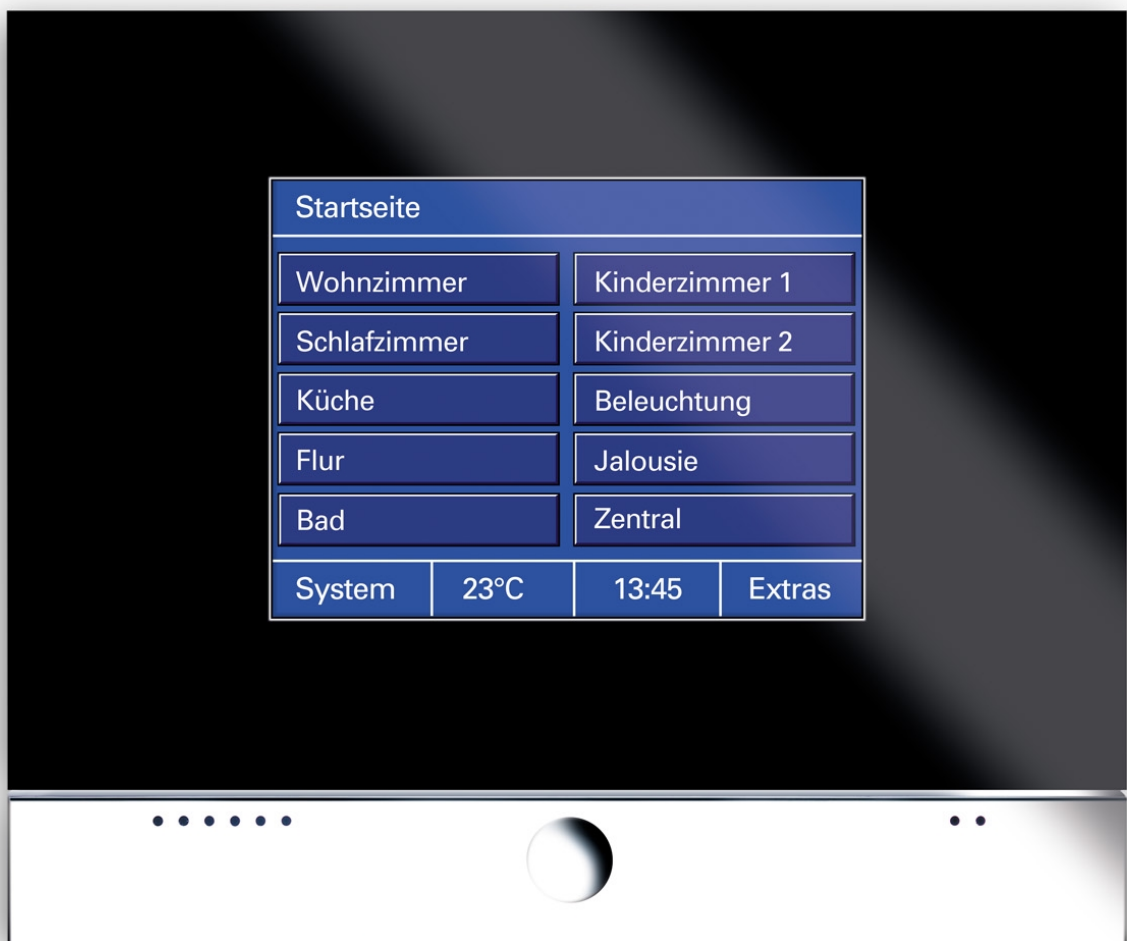 Startseite
Wohnzimmer
Kinderzimmer 1
Schlafzimmer
Kinderzimmer 2
Küche
Beleuchtung
Flur
Jalousie
Bad
Zentral
System 23°C 13:45 Extras